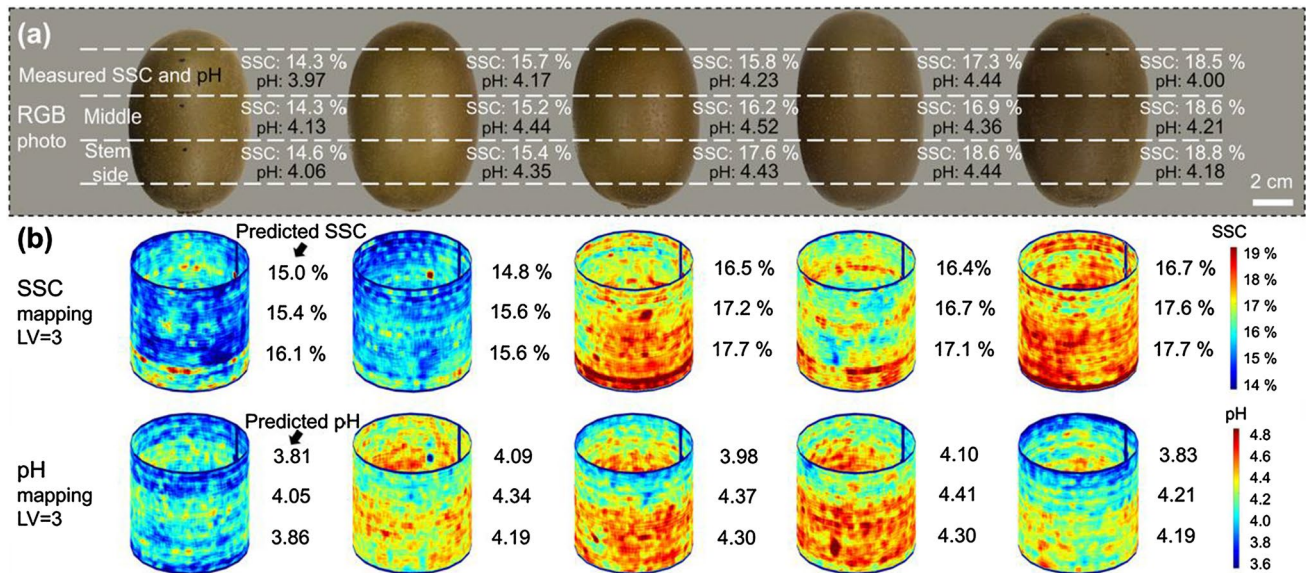 (a)
SSC: 14.3 % SSC: 15.7 % SSC: 15.8 % SSC: 17.3 % SSC: 18.5 %
Measured SSC and pH pH: 3.97 pH: 4.17 pH: 4.23 pH: 4.44 pH: 4.00
SSC: 14.3 % SSC: 15.2 % SSC: 16.2 % SSC: 16.9 % SSC: 18.6 %
RGB photo Middle pH: 4.13 pH: 4.44 pH: 4.52 pH: 4.36 pH: 4.21
Stem side SSC: 14.6 % SSC: 15.4 % SSC: 17.6 % SSC: 18.6 % SSC: 18.8 %
pH: 4.06 pH: 4.35 pH: 4.43 pH: 4.44 pH: 4.18
2 cm
(b)
Predicted SSC
SSC
mapping
LV=3
15.0 % 14.8 % 16.5 % 16.4% 16.7 %
15.4 % 15.6 % 17.2 % 16.7 % 17.6 %
16.1 % 15.6 % 17.7 % 17.1 % 17.7 %
SSC
19 %
18 %
17 %
16 %
15 %
14 %
Predicted pH
pH
mapping
LV=3
3.81 4.09 3.98 4.10 3.83
4.05 4.34 4.37 4.41 4.21
3.86 4.19 4.30 4.30 4.19
pH
4.8
4.6
4.4
4.2
4.0
3.8
3.6